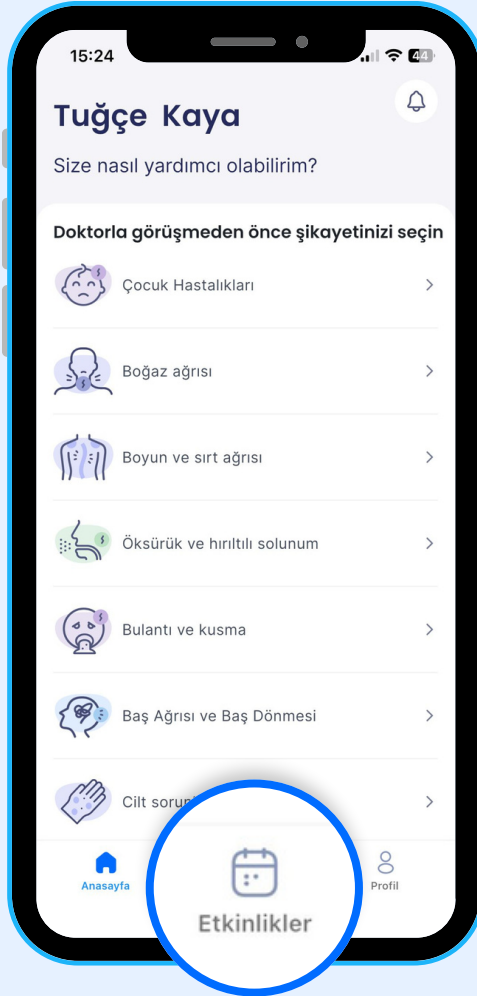 15:24
44
Tuğçe Kaya
Size nasıl yardımcı olabilirim?
Doktorla görüşmeden önce şikayetinizi seçin
Çocuk Hastalıkları
Boğaz ağrısı
Boyun ve sırt ağrısı
Öksürük ve hırıltılı solunum
Bulantı ve kusma
Baş Ağrısı ve Baş Dönmesi
Cilt
Anasayfa
Etkinlikler
Profil